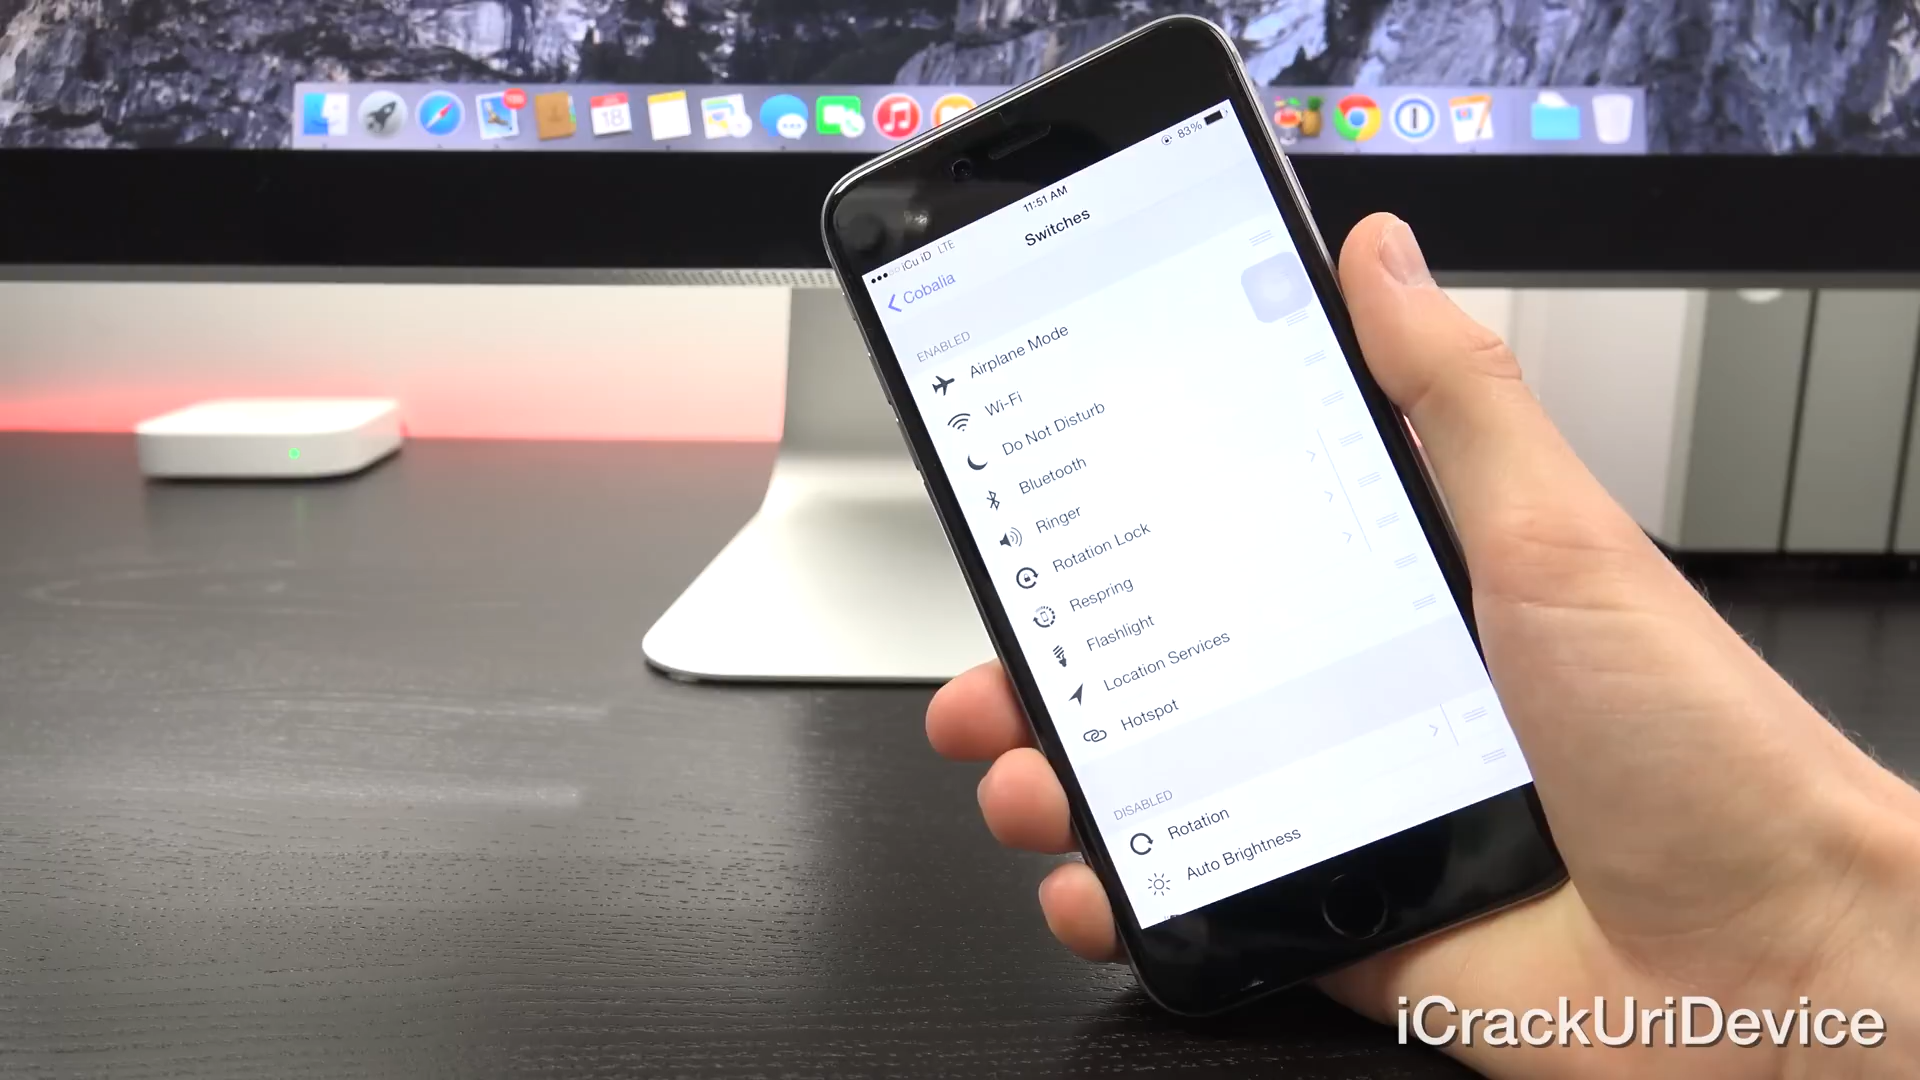 18
iCu iD LTE
11:51 AM
83%
Cobalia
Switches
ENABLED
Airplane Mode
Wi-Fi
Do Not Disturb
Bluetooth
Ringer
Rotation Lock
Respring
Flashlight
Location Services
Hotspot
DISABLED
Rotation
Auto Brightness
iCrackUriDevice